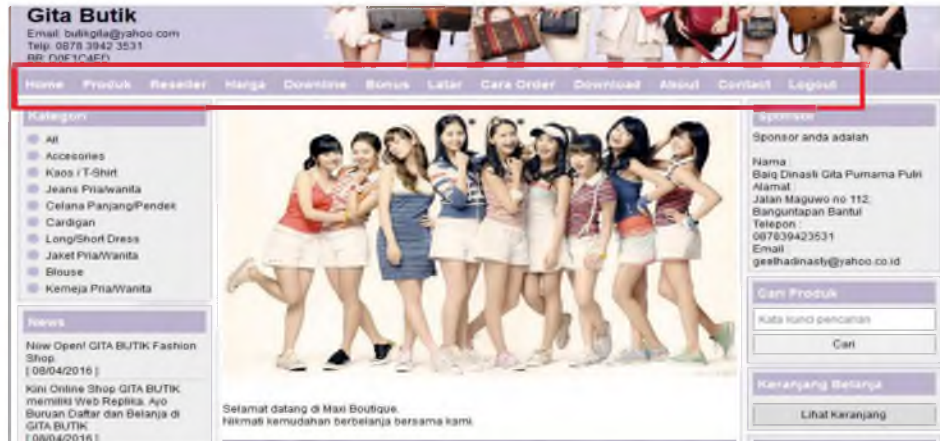 Gita Butik
Email: butikgita@yahoo.com
Telp: 0878 3942 3531
BB: D0F1C4ED
Home Produk Reseller Harga Downline Bonus Latar Cara Order Download About Contact Logout
Kategori
All
Accesories
Kaos / T-Shirt
Jeans Pria/wanita
Celana Panjang/Pendek
Cardigan
Long/Short Dress
Jaket Pria/Wanita
Blouse
Kemeja Pria/Wanita
News
Now Open! GITA BUTIK Fashion
Shop
[ 08/04/2016 ]
Kini Online Shop GITA BUTIK
memiliki Web Replika. Ayo
Buruan Daftar dan Belanja di
GITA BUTIK
[ 08/04/2016 ]
Selamat datang di Maxi Boutique.
Nikmati kemudahan berbelanja bersama kami.
Sponsor
Sponsor anda adalah
Nama :
Baiq Dinasti Gita Purnama Putri
Alamat :
Jalan Maguwo no 112,
Banguntapan Bantul
Telepon :
087839423531
Email :
geethadinasty@yahoo.co.id
Cari Produk
Kata kunci pencarian
Cari
Keranjang Belanja
Lihat Keranjang